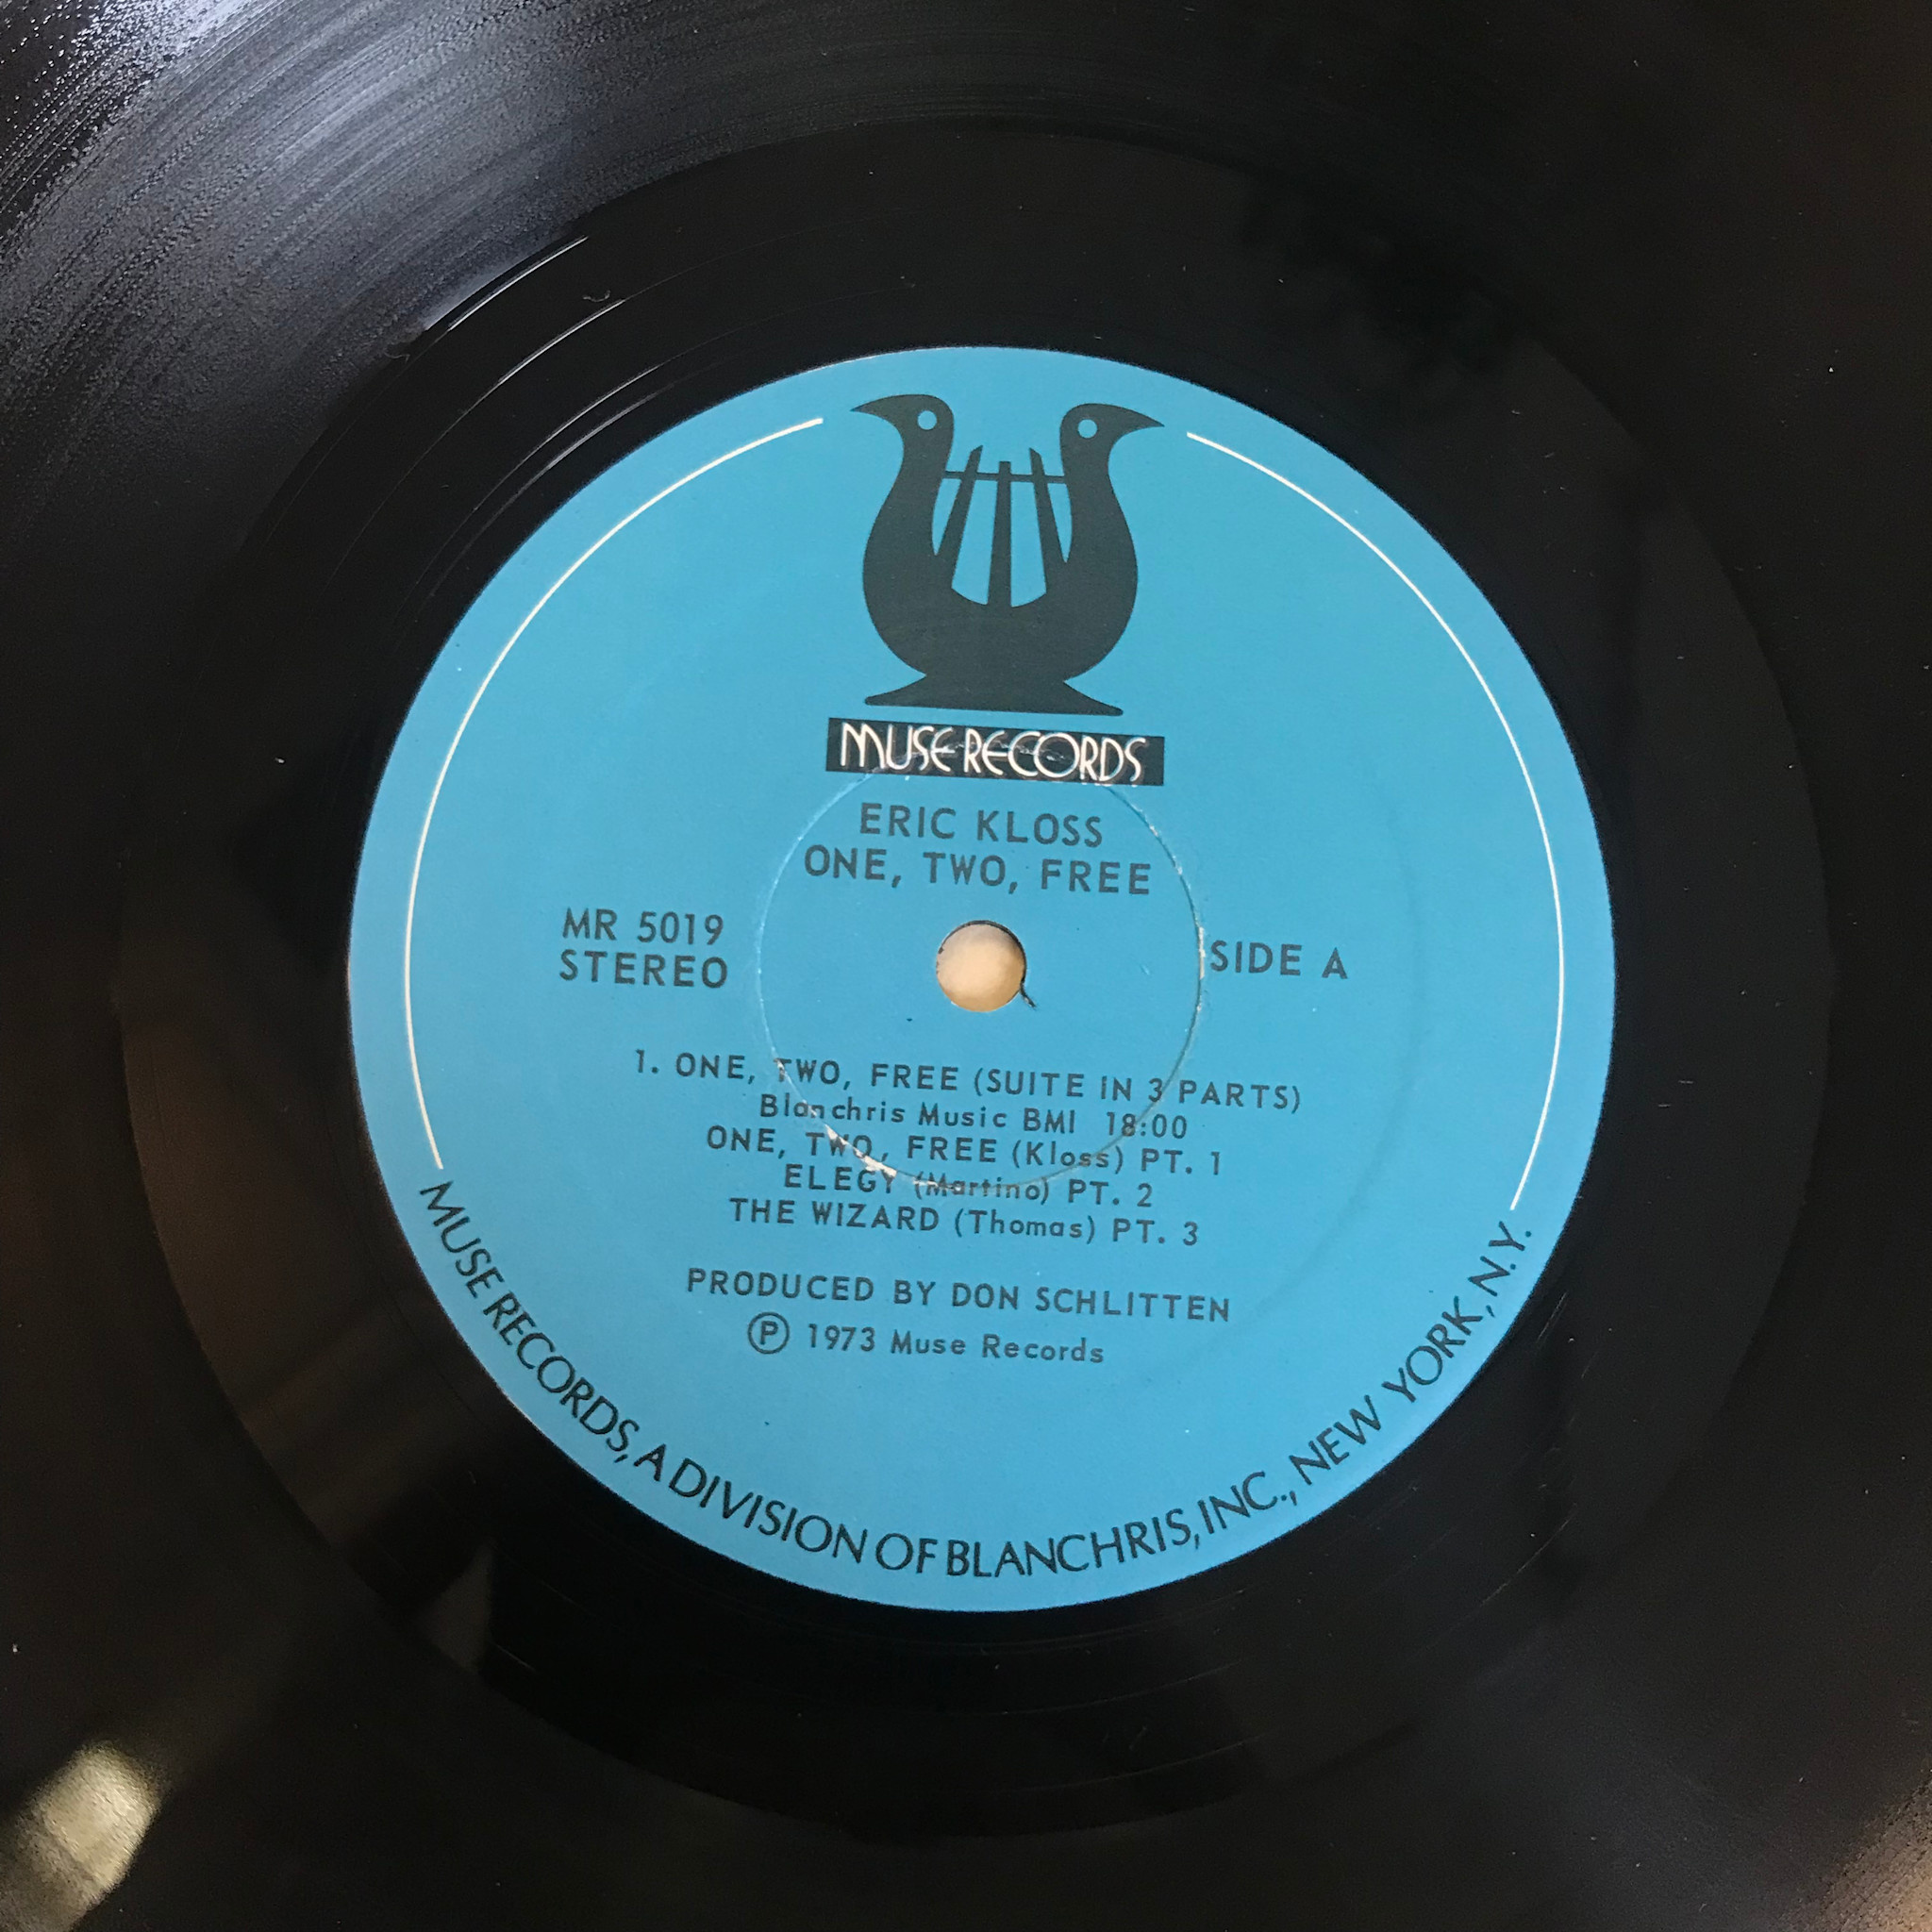 MUSE RECORDS
ERIC KLOSS
ONE, TWO, FREE
MR 5019
STEREO
SIDE A
1. ONE, TWO, FREE (SUITE IN 3 PARTS)
Blanchris Music BMI 18:00
ONE, TWO, FREE (Kloss) PT. 1
ELEGY (Martino) PT. 2
THE WIZARD (Thomas) PT. 3
PRODUCED BY DON SCHLITTEN
Ⓟ 1973 Muse Records
MUSE RECORDS, A DIVISION OF BLANCHRIS, INC., NEW YORK, N.Y.